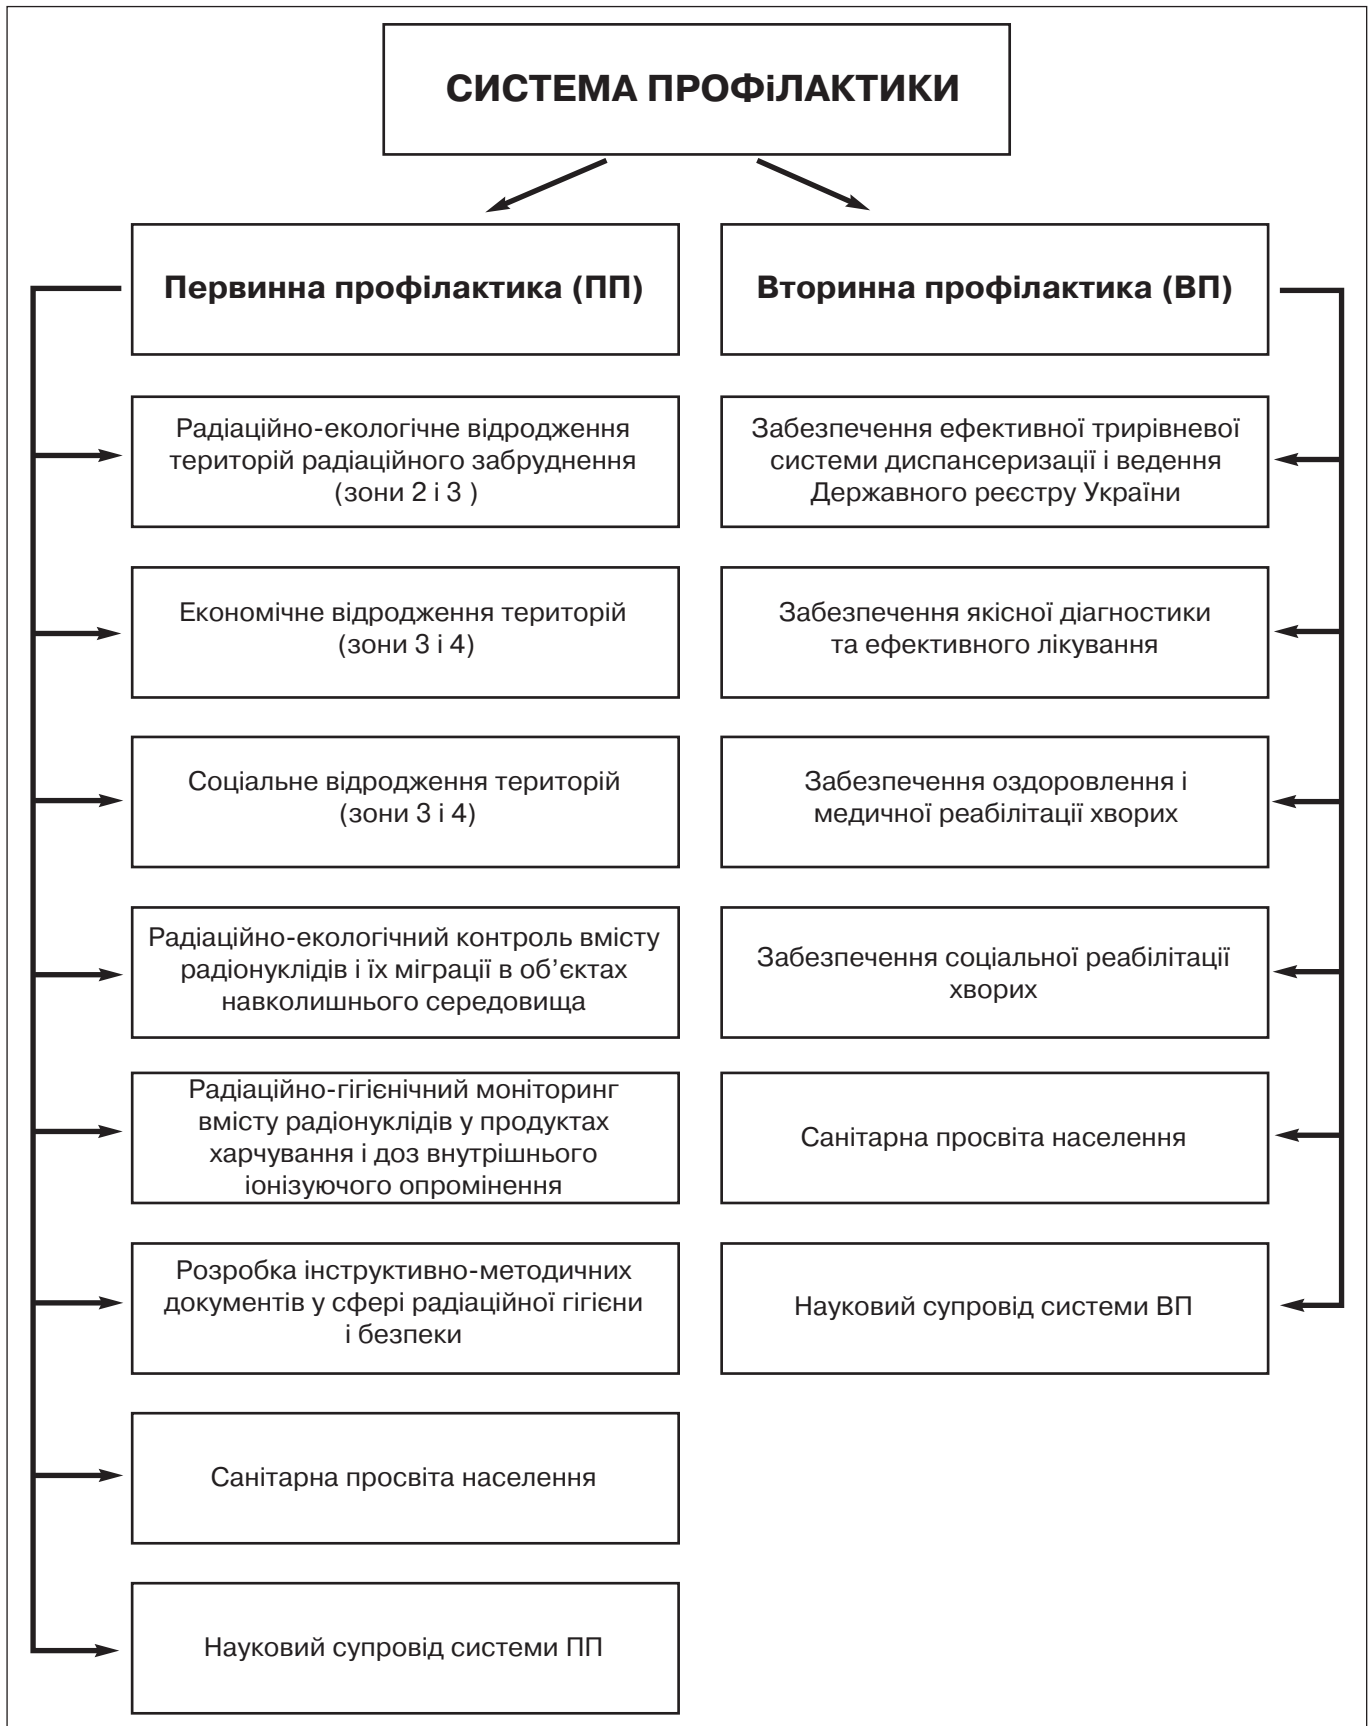 СИСТЕМА ПРОФіЛАКТИКИ
Первинна профілактика (ПП)
Радіаційно-екологічне відродження
територій радіаційного забруднення
(зони 2 і 3 )
Економічне відродження територій
(зони 3 і 4)
Соціальне відродження територій
(зони 3 і 4)
Радіаційно-екологічний контроль вмісту
радіонуклідів і їх міграції в об’єктах
навколишнього середовища
Радіаційно-гігієнічний моніторинг
вмісту радіонуклідів у продуктах
харчування і доз внутрішнього
іонізуючого опромінення
Розробка інструктивно-методичних
документів у сфері радіаційної гігієни
і безпеки
Санітарна просвіта населення
Науковий супровід системи ПП
Вторинна профілактика (ВП)
Забезпечення ефективної трирівневої
системи диспансеризації і ведення
Державного реєстру України
Забезпечення якісної діагностики
та ефективного лікування
Забезпечення оздоровлення і
медичної реабілітації хворих
Забезпечення соціальної реабілітації
хворих
Санітарна просвіта населення
Науковий супровід системи ВП